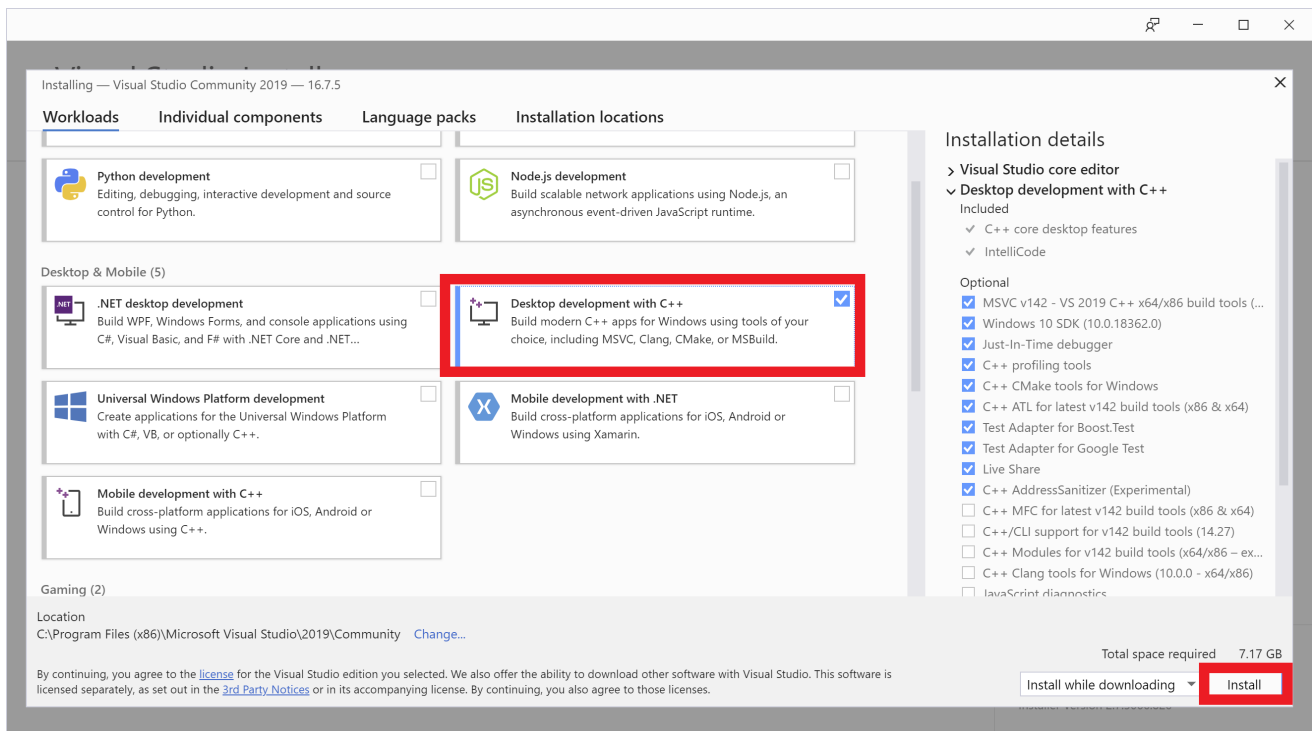 Installing — Visual Studio Community 2019 — 16.7.5
Workloads Individual components Language packs Installation locations
Python development
Editing, debugging, interactive development and source
control for Python.
Node.js development
Build scalable network applications using Node.js, an
asynchronous event-driven JavaScript runtime.
Desktop & Mobile (5)
.NET
.NET desktop development
Build WPF, Windows Forms, and console applications using
C#, Visual Basic, and F# with .NET Core and .NET...
Desktop development with C++
Build modern C++ apps for Windows using tools of your
choice, including MSVC, Clang, CMake, or MSBuild.
Universal Windows Platform development
Create applications for the Universal Windows Platform
with C#, VB, or optionally C++.
Mobile development with .NET
Build cross-platform applications for iOS, Android or
Windows using Xamarin.
Mobile development with C++
Build cross-platform applications for iOS, Android or
Windows using C++.
Gaming (2)
Installation details
Visual Studio core editor
Desktop development with C++
Included
C++ core desktop features
IntelliCode
Optional
MSVC v142 - VS 2019 C++ x64/x86 build tools (...
Windows 10 SDK (10.0.18362.0)
Just-In-Time debugger
C++ profiling tools
C++ CMake tools for Windows
C++ ATL for latest v142 build tools (x86 & x64)
Test Adapter for Boost.Test
Test Adapter for Google Test
Live Share
C++ AddressSanitizer (Experimental)
C++ MFC for latest v142 build tools (x86 & x64)
C++/CLI support for v142 build tools (14.27)
C++ Modules for v142 build tools (x64/x86 – ex...
C++ Clang tools for Windows (10.0.0 - x64/x86)
JavaScript diagnostics
Location
C:\Program Files (x86)\Microsoft Visual Studio\2019\Community Change...
By continuing, you agree to the license for the Visual Studio edition you selected. We also offer the ability to download other software with Visual Studio. This software is
licensed separately, as set out in the 3rd Party Notices or in its accompanying license. By continuing, you also agree to those licenses.
Total space required 7.17 GB
Install while downloading Install